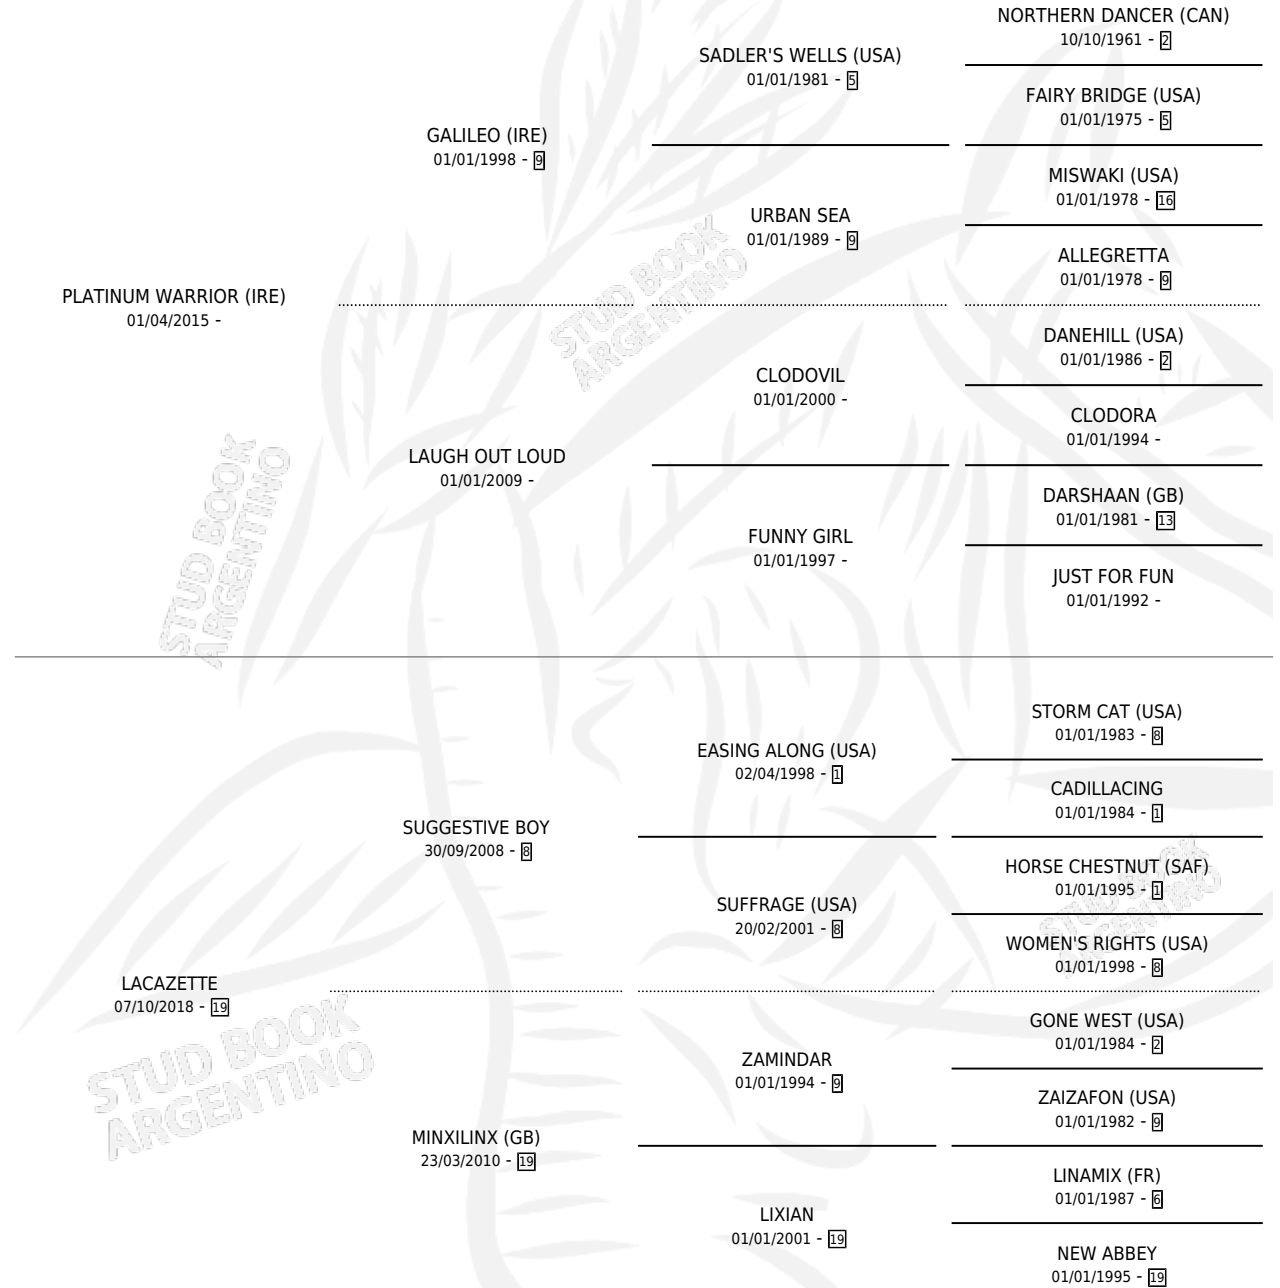 NORTHERN DANCER (CAN)
10/10/1961 - 2
SADLER'S WELLS (USA)
01/01/1981 - 5
FAIRY BRIDGE (USA)
01/01/1975 - 5
GALILEO (IRE)
01/01/1998 - 9
MISWAKI (USA)
01/01/1978 - 16
URBAN SEA
01/01/1989 - 9
ALLEGRETTA
01/01/1978 - 9
PLATINUM WARRIOR (IRE)
01/04/2015 -
DANEHILL (USA)
01/01/1986 - 2
CLODOVIL
01/01/2000 -
CLODORA
01/01/1994 -
LAUGH OUT LOUD
01/01/2009 -
DARSHAAN (GB)
01/01/1981 - 13
FUNNY GIRL
01/01/1997 -
JUST FOR FUN
01/01/1992 -
STORM CAT (USA)
01/01/1983 - 8
EASING ALONG (USA)
02/04/1998 - 1
CADILLACING
01/01/1984 - 1
SUGGESTIVE BOY
30/09/2008 - 8
HORSE CHESTNUT (SAF)
01/01/1995 - 1
SUFFRAGE (USA)
20/02/2001 - 8
WOMEN'S RIGHTS (USA)
01/01/1998 - 8
LACAZETTE
07/10/2018 - 19
GONE WEST (USA)
01/01/1984 - 2
ZAMINDAR
01/01/1994 - 9
ZAIZAFON (USA)
01/01/1982 - 9
MINXILINX (GB)
23/03/2010 - 19
LINAMIX (FR)
01/01/1987 - 6
LIXIAN
01/01/2001 - 19
NEW ABBEY
01/01/1995 - 19
STUD BOOK
ARGENTINO
STUD BOOK
ARGENTINO
STUD BOOK
ARGENTINO
STUD BOOK
ARGENTINO